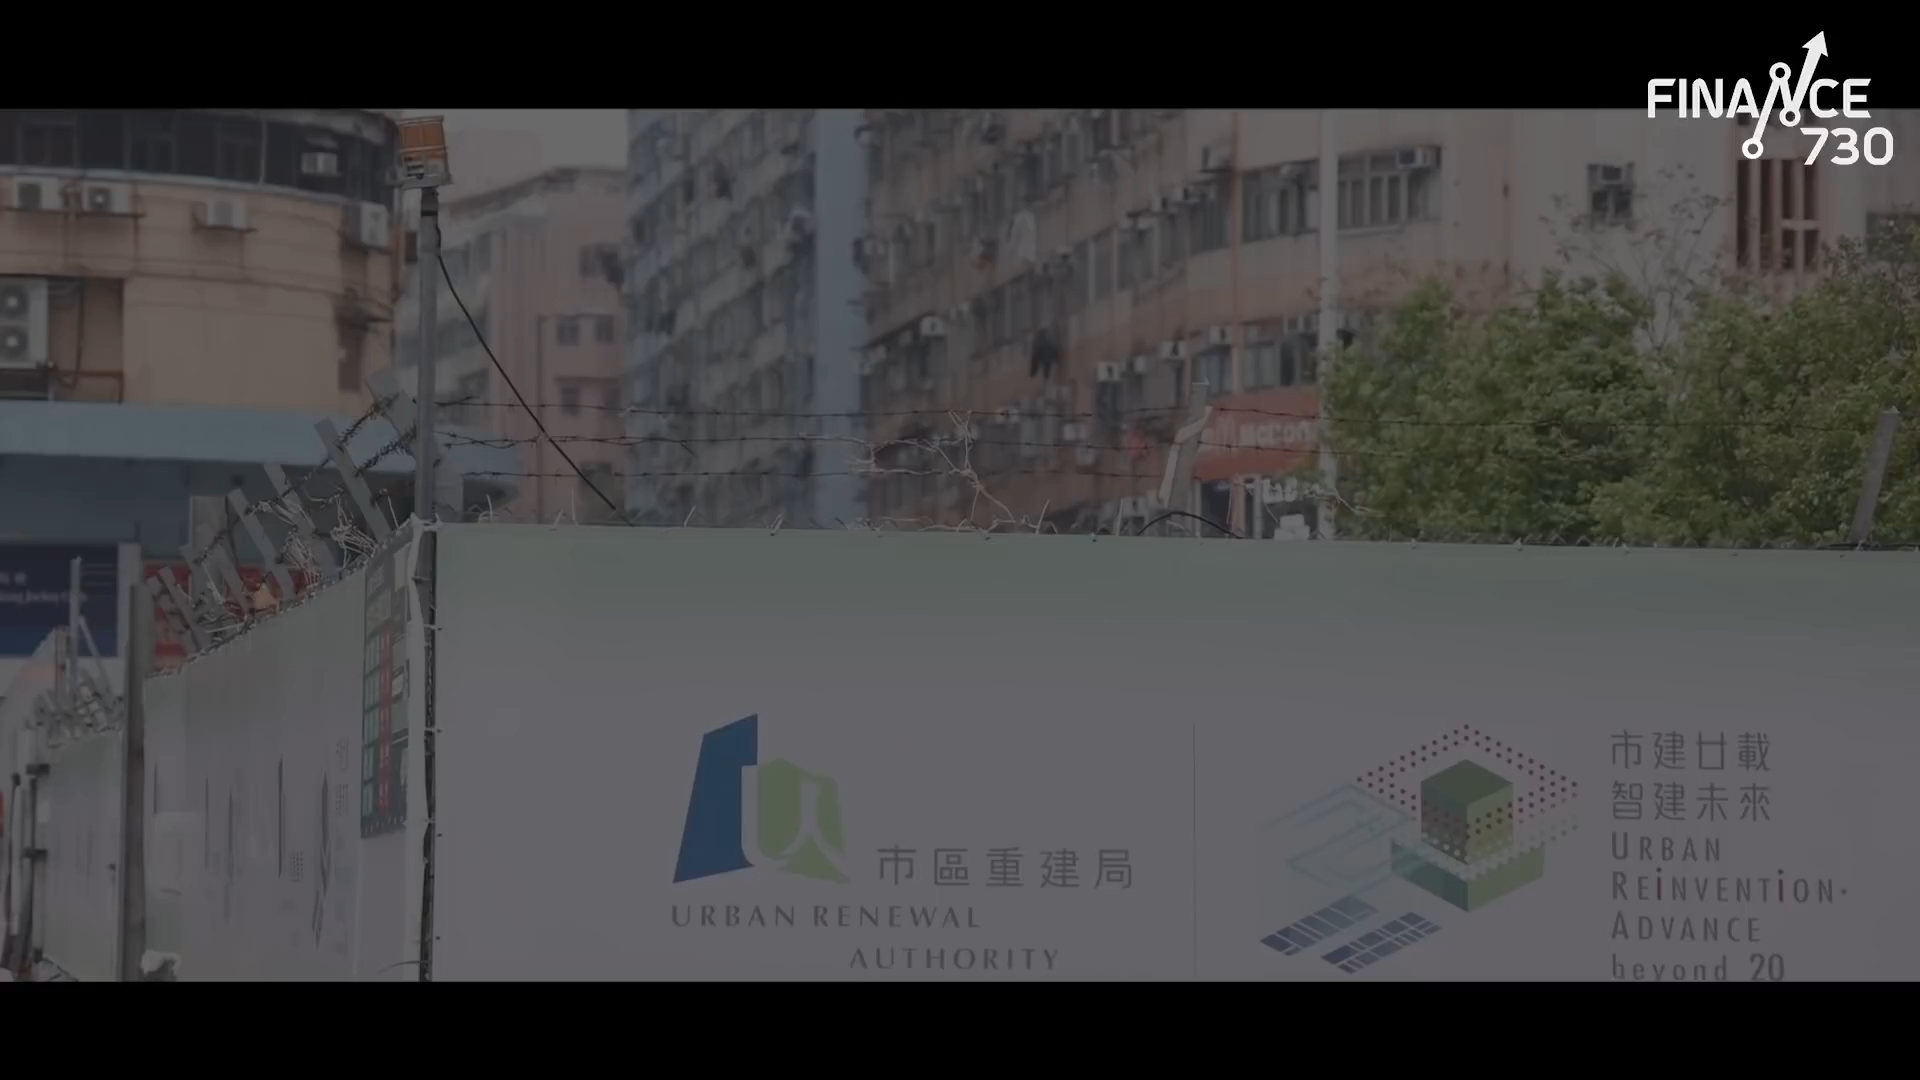 FINANCE
730
市區重建局
URBAN RENEWAL
AUTHORITY
市建廿載
智建未來
URBAN
REiNVENTiON·
ADVANCE
beyond 20